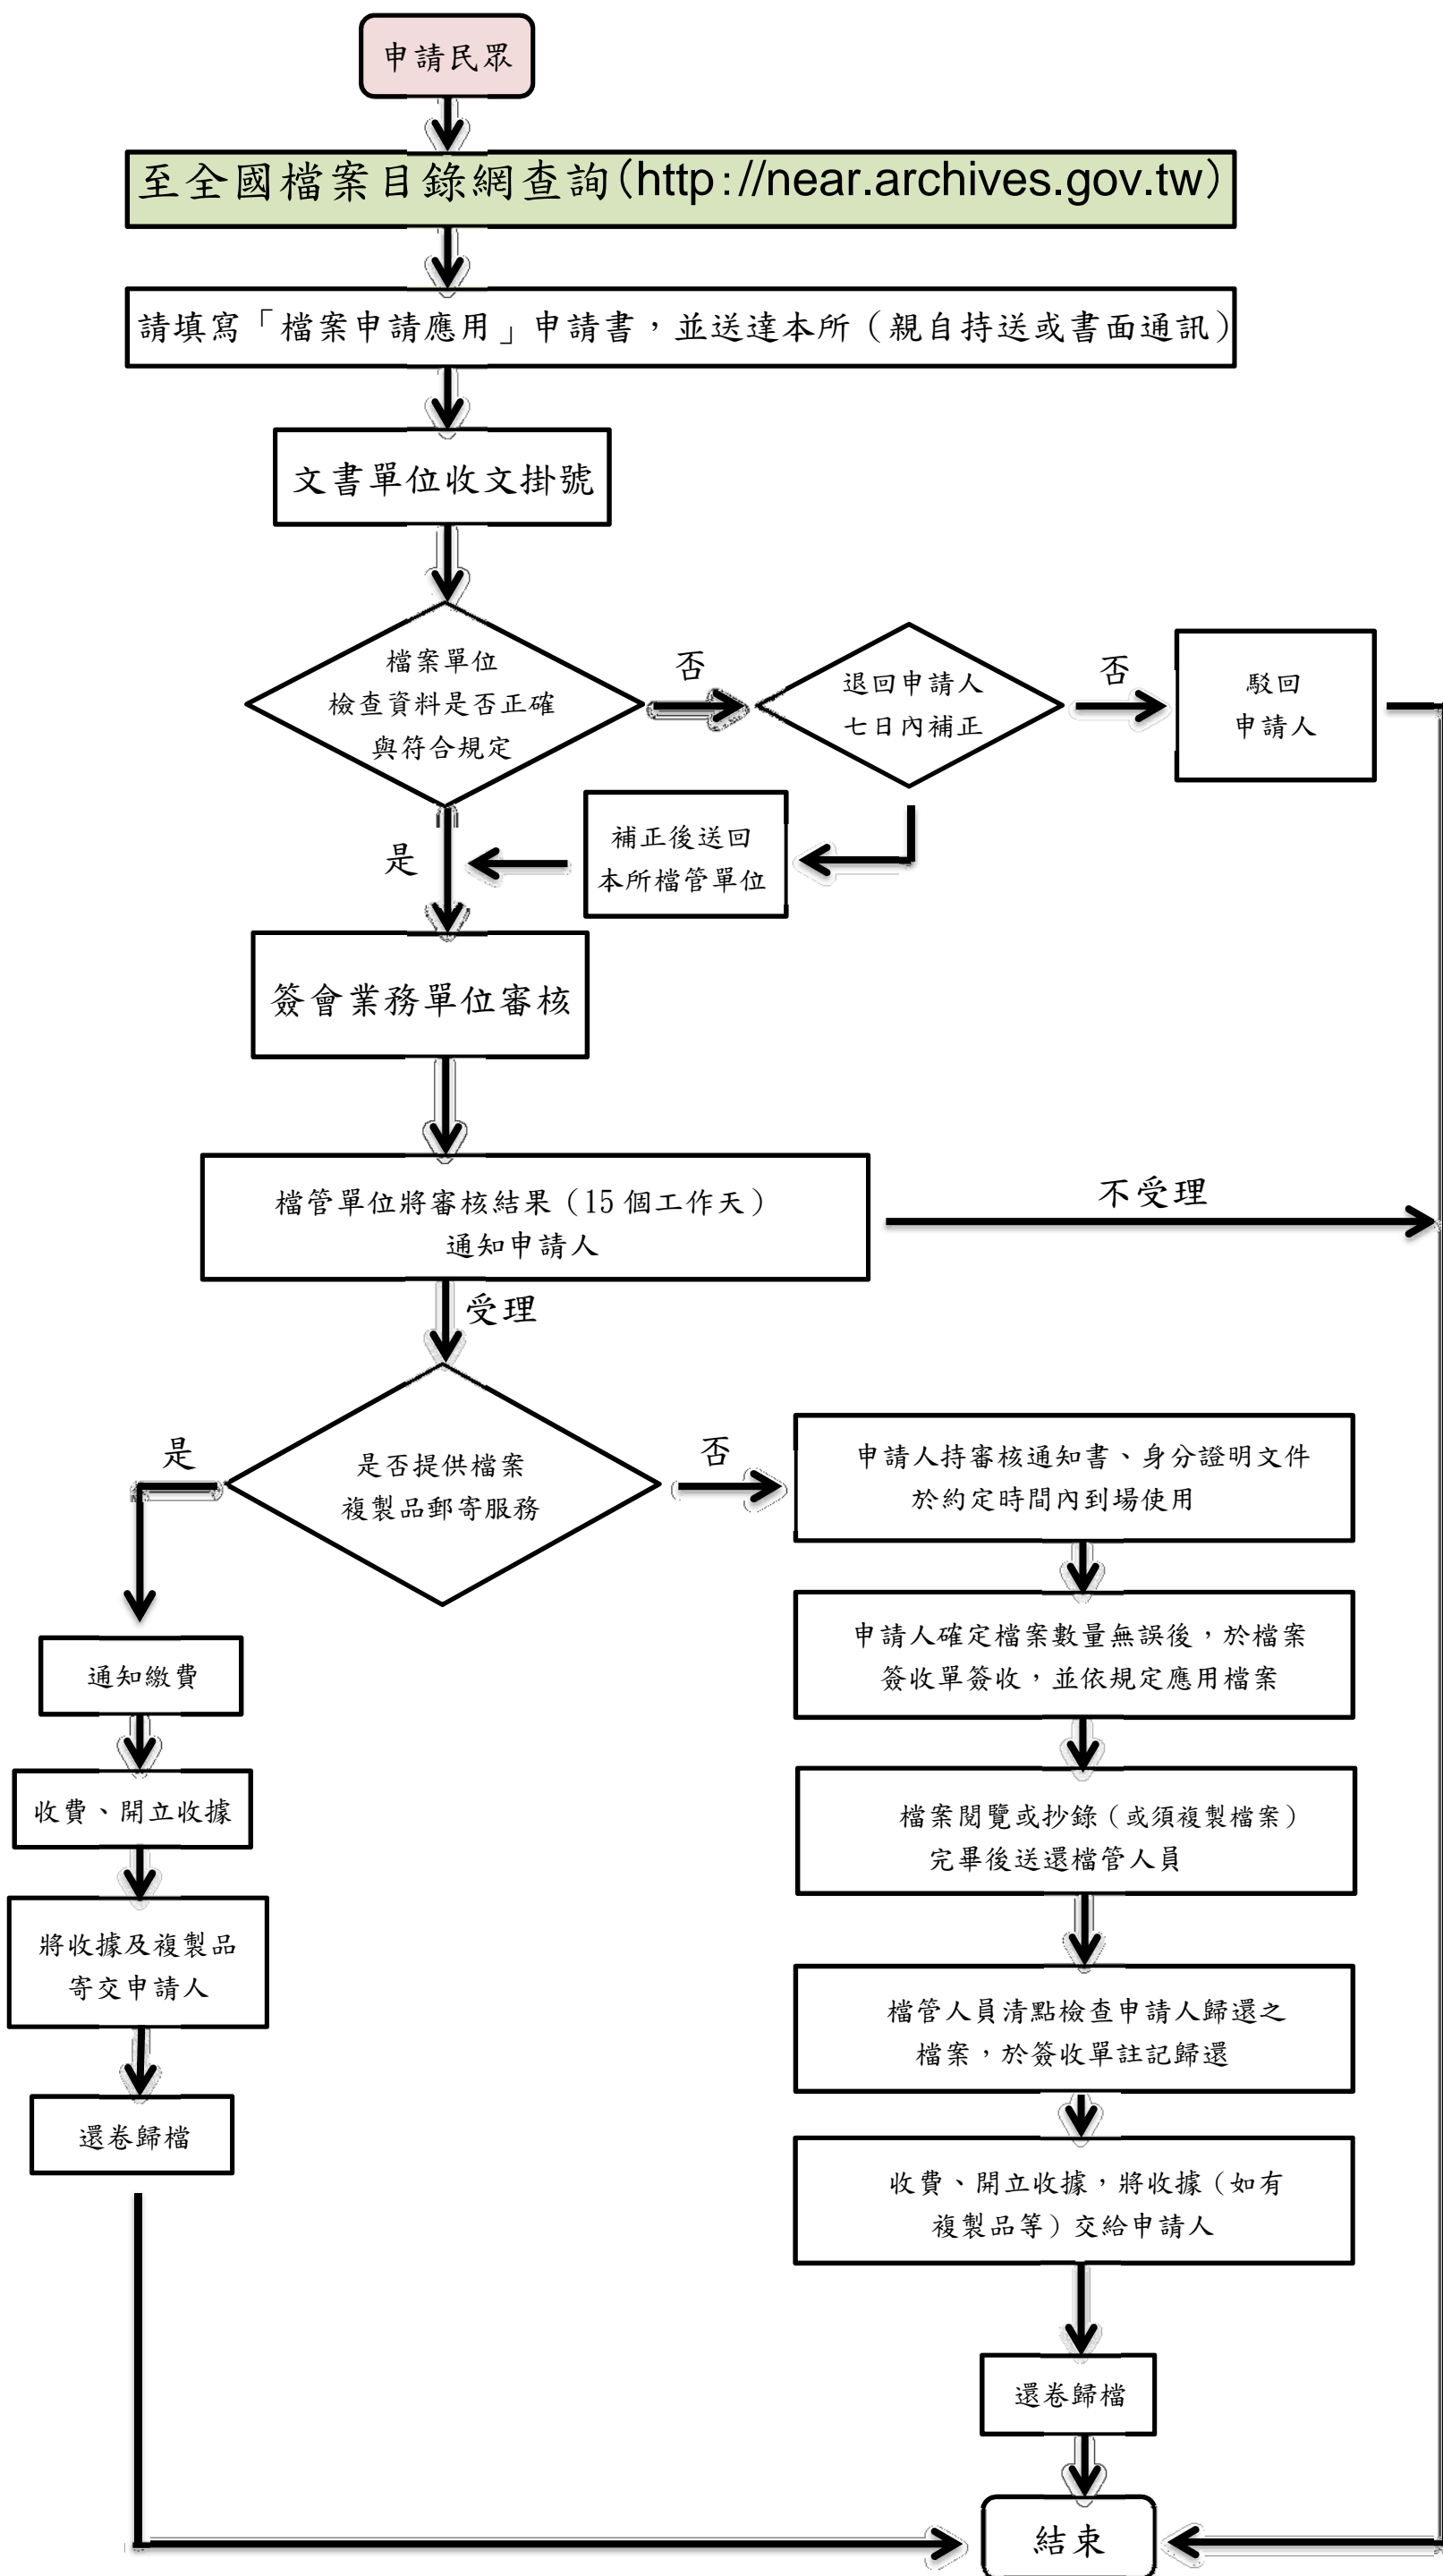 申請民眾
至全國檔案目錄網查詢(http://near.archives.gov.tw)
請填寫「檔案申請應用」申請書，並送達本所（親自持送或書面通訊）
文書單位收文掛號
檔案單位
檢查資料是否正確
與符合規定
否
退回申請人
七日內補正
否
駁回
申請人
是
補正後送回
本所檔管單位
簽會業務單位審核
檔管單位將審核結果（15 個工作天）
通知申請人
不受理
受理
是否提供檔案
複製品郵寄服務
是
否
通知繳費
收費、開立收據
將收據及複製品
寄交申請人
還卷歸檔
申請人持審核通知書、身分證明文件
於約定時間內到場使用
申請人確定檔案數量無誤後，於檔案
簽收單簽收，並依規定應用檔案
檔案閱覽或抄錄（或須複製檔案）
完畢後送還檔管人員
檔管人員清點檢查申請人歸還之
檔案，於簽收單註記歸還
收費、開立收據，將收據（如有
複製品等）交給申請人
還卷歸檔
結束